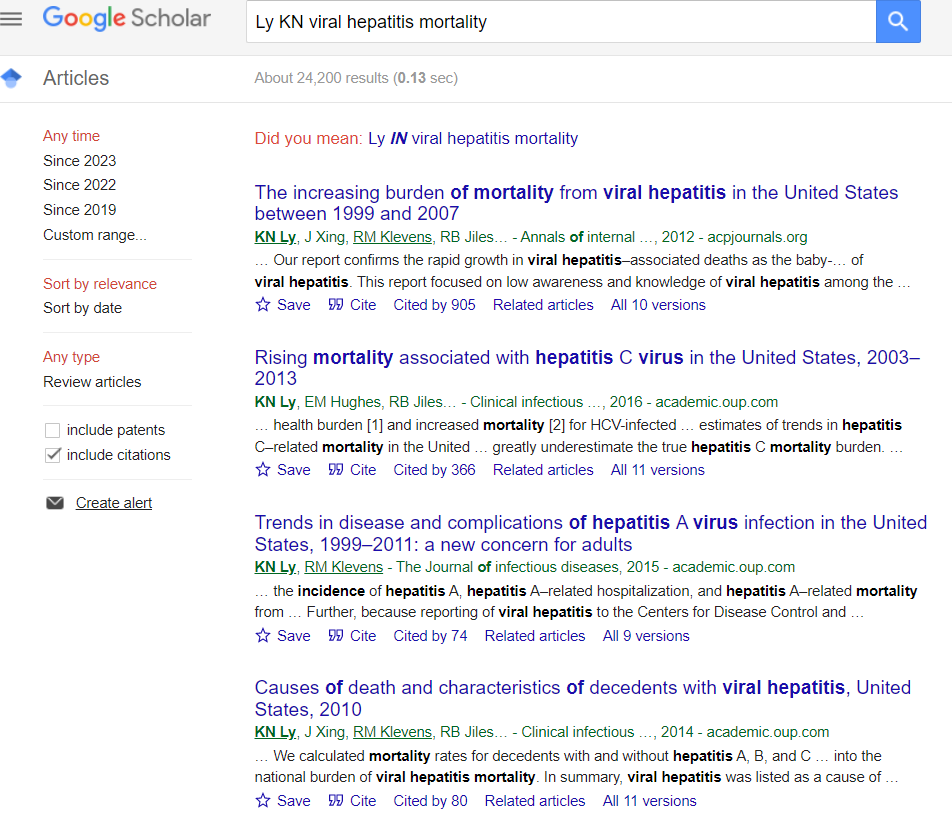 Google Scholar
Ly KN viral hepatitis mortality
Articles
About 24,200 results (0.13 sec)
Any time
Since 2023
Since 2022
Since 2019
Custom range...
Sort by relevance
Sort by date
Any type
Review articles
include patents
include citations
Create alert
Did you mean: Ly IN viral hepatitis mortality
The increasing burden of mortality from viral hepatitis in the United States
between 1999 and 2007
KN Ly, J Xing, RM Klevens, RB Jiles… - Annals of internal …, 2012 - acpjournals.org
… Our report confirms the rapid growth in viral hepatitis–associated deaths as the baby-… of
viral hepatitis. This report focused on low awareness and knowledge of viral hepatitis among the …
Save Cite Cited by 905 Related articles All 10 versions
Rising mortality associated with hepatitis C virus in the United States, 2003–
2013
KN Ly, EM Hughes, RB Jiles… - Clinical infectious …, 2016 - academic.oup.com
… health burden [1] and increased mortality [2] for HCV-infected … estimates of trends in hepatitis
C–related mortality in the United … greatly underestimate the true hepatitis C mortality burden. …
Save Cite Cited by 366 Related articles All 11 versions
Trends in disease and complications of hepatitis A virus infection in the United
States, 1999–2011: a new concern for adults
KN Ly, RM Klevens - The Journal of infectious diseases, 2015 - academic.oup.com
… the incidence of hepatitis A, hepatitis A–related hospitalization, and hepatitis A–related mortality
from … Further, because reporting of viral hepatitis to the Centers for Disease Control and …
Save Cite Cited by 74 Related articles All 9 versions
Causes of death and characteristics of decedents with viral hepatitis, United
States, 2010
KN Ly, J Xing, RM Klevens, RB Jiles… - Clinical infectious …, 2014 - academic.oup.com
… We calculated mortality rates for decedents with and without hepatitis A, B, and C … into the
national burden of viral hepatitis mortality. In summary, viral hepatitis was listed as a cause of …
Save Cite Cited by 80 Related articles All 11 versions